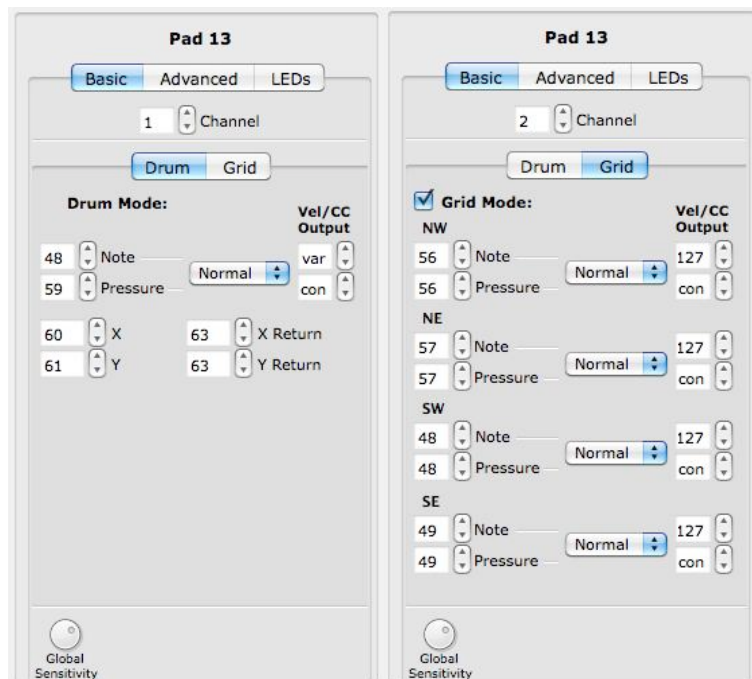 Pad 13
Basic Advanced LEDs
1 Channel
Drum Grid
Drum Mode:
Vel/CC
Output
48 Note Normal var
59 Pressure con
60 X 63 X Return
61 Y 63 Y Return
Global
Sensitivity
Pad 13
Basic Advanced LEDs
2 Channel
Drum Grid
Grid Mode:
Vel/CC
Output
NW
56 Note Normal 127
56 Pressure con
NE
57 Note Normal 127
57 Pressure con
SW
48 Note Normal 127
48 Pressure con
SE
49 Note Normal 127
49 Pressure con
Global
Sensitivity